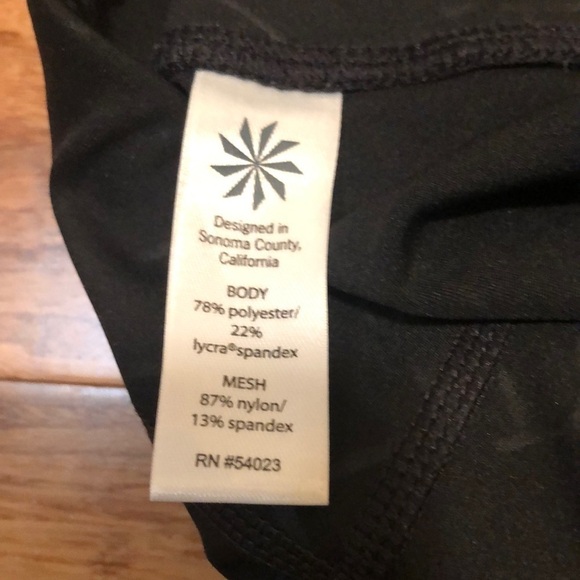 Designed in
Sonoma County,
California
BODY
78% polyester/
22%
lycra®spandex
MESH
87% nylon/
13% spandex
RN #54023